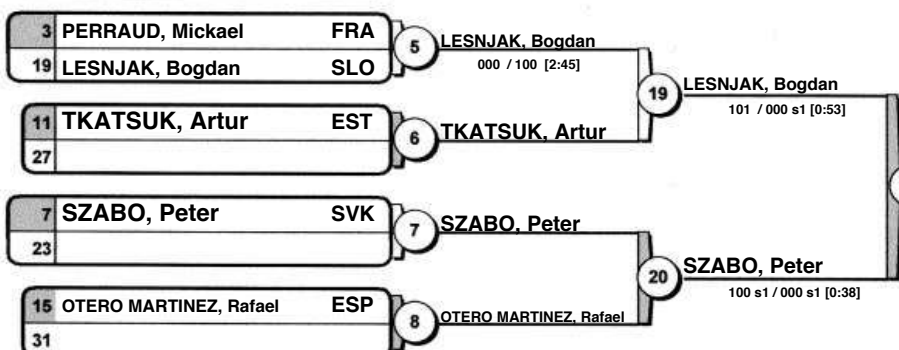 3 PERRAUD, Mickael FRA
19 LESNJAK, Bogdan SLO
5
LESNJAK, Bogdan
000 / 100 [2:45]
11 TKATSUK, Artur EST
27
6
TKATSUK, Artur
19
LESNJAK, Bogdan
101 / 000 s1 [0:53]
7 SZABO, Peter SVK
23
7
SZABO, Peter
15 OTERO MARTINEZ, Rafael ESP
31
8
OTERO MARTINEZ, Rafael
20
SZABO, Peter
100 s1 / 000 s1 [0:38]